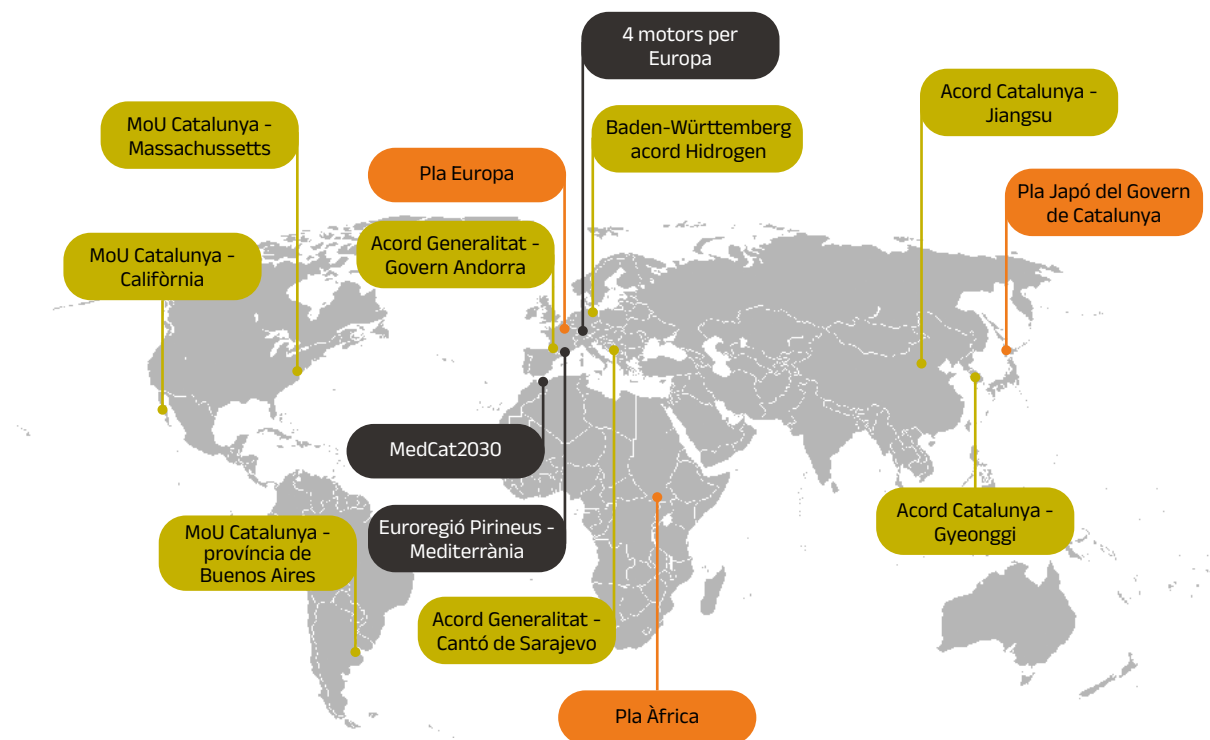 4 motors per
Europa
Acord Catalunya -
Jiangsu
MoU Catalunya -
Massachussetts
Baden-Württemberg
acord Hidrogen
Pla Europa
Pla Japó del Govern
de Catalunya
Acord Generalitat -
Govern Andorra
MoU Catalunya -
Califòrnia
MedCat2030
Acord Catalunya -
Gyeonggi
Euroregió Pirineus -
Mediterrània
MoU Catalunya -
província de
Buenos Aires
Acord Generalitat -
Cantó de Sarajevo
Pla Àfrica